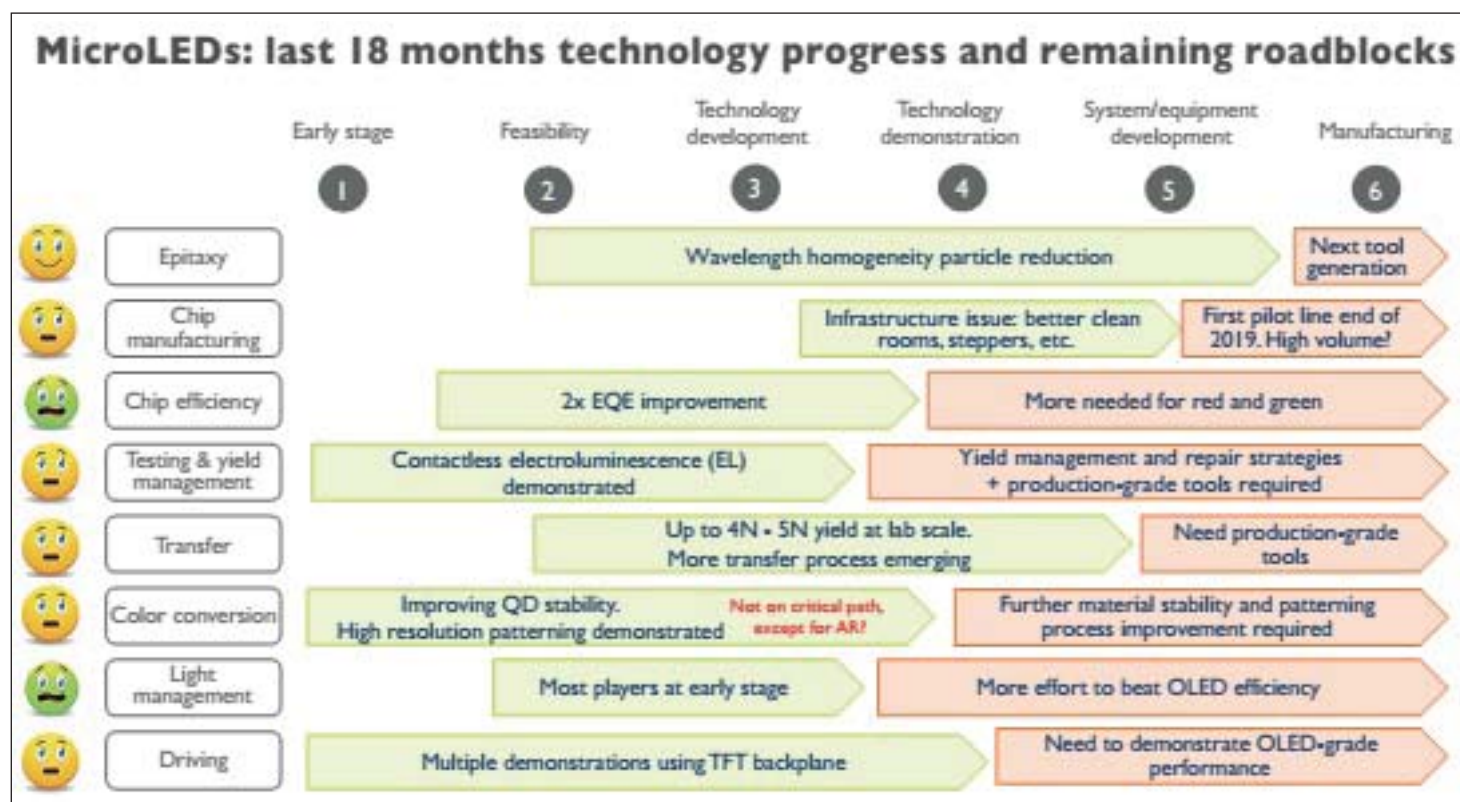 MicroLEDs: last 18 months technology progress and remaining roadblocks
Early stage
Feasibility
Technology
development
Technology
demonstration
System/equipment
development
Manufacturing
1
2
3
4
5
6
Epitaxy
Wavelength homogeneity particle reduction
Next tool
generation
Chip
manufacturing
Infrastructure issue: better clean
rooms, steppers, etc.
First pilot line end of
2019. High volume?
Chip efficiency
2x EQE improvement
More needed for red and green
Testing & yield
management
Contactless electroluminescence (EL)
demonstrated
Yield management and repair strategies
+ production-grade tools required
Transfer
Up to 4N - 5N yield at lab scale.
More transfer process emerging
Need production-grade
tools
Color conversion
Improving QD stability.
High resolution patterning demonstrated
Not on critical path,
except for AR?
Further material stability and patterning
process improvement required
Light
management
Most players at early stage
More effort to beat OLED efficiency
Driving
Multiple demonstrations using TFT backplane
Need to demonstrate OLED-grade
performance